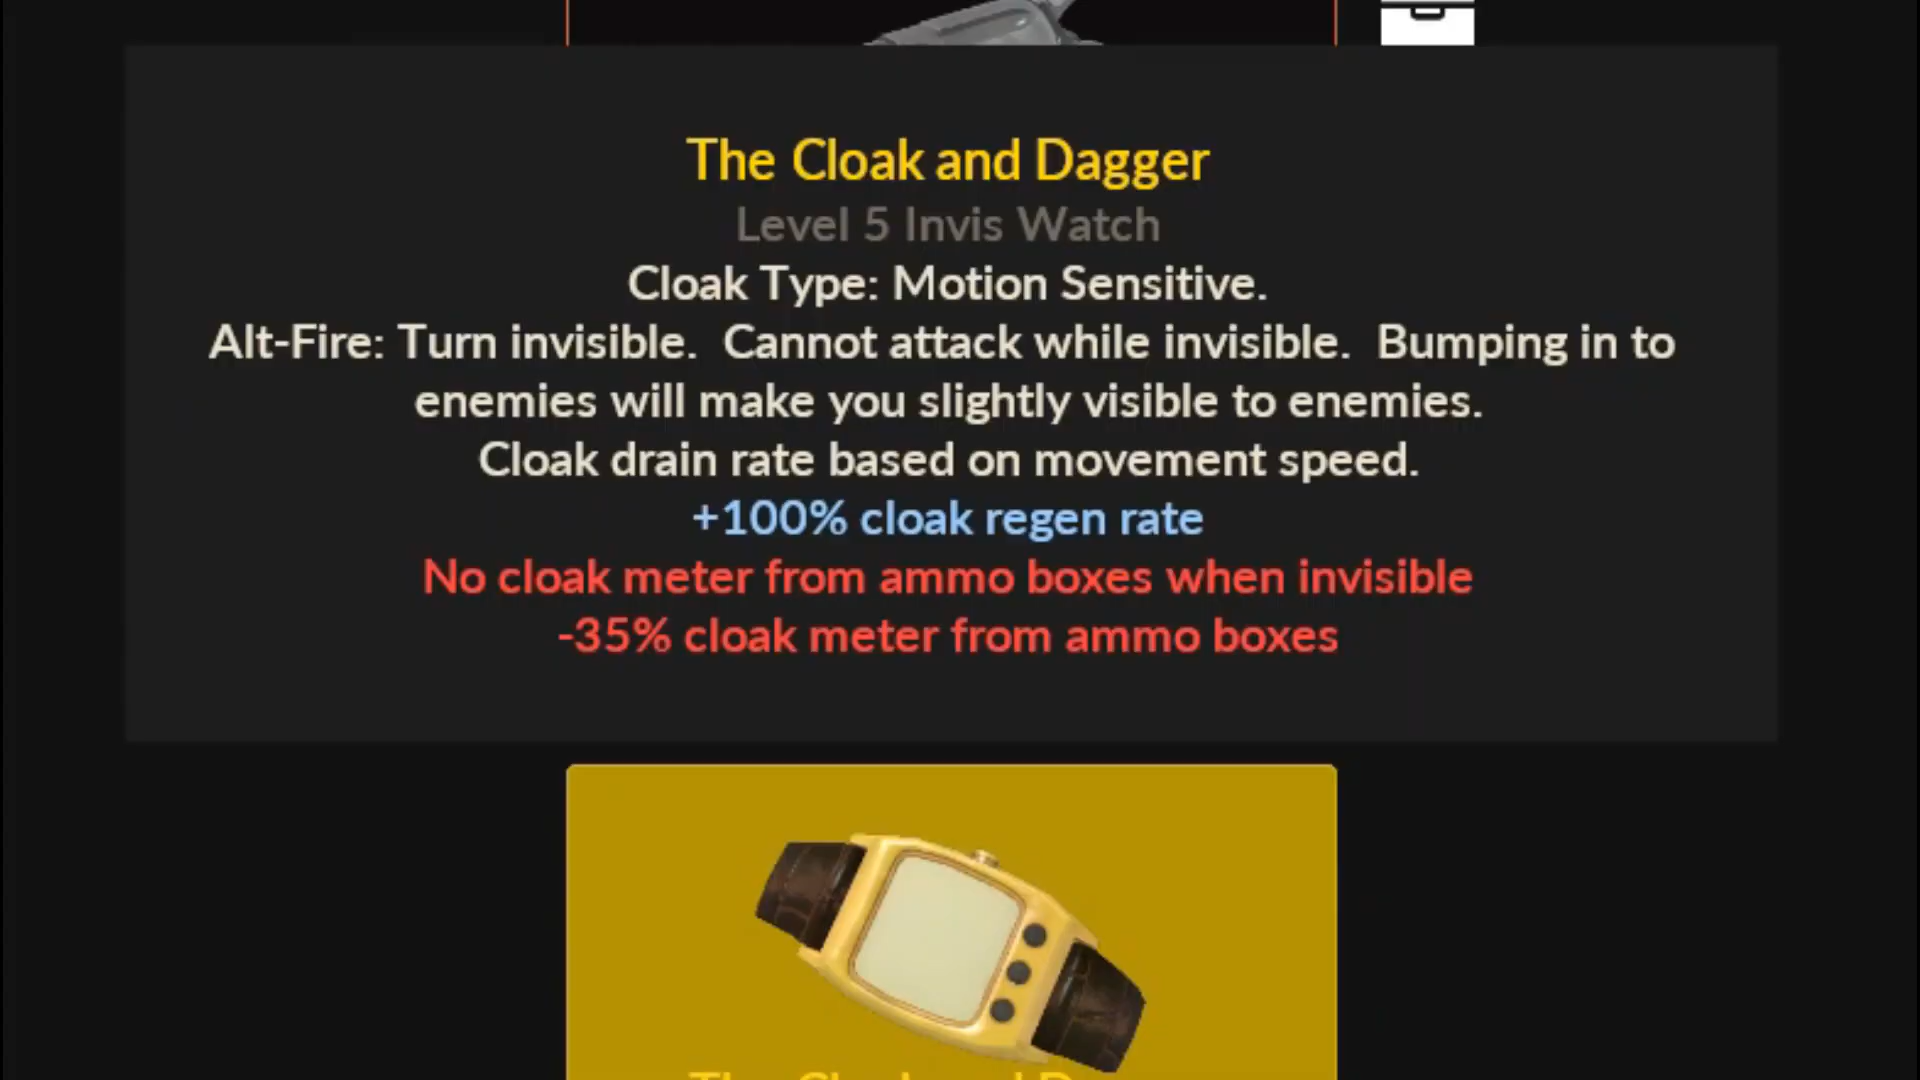 The Cloak and Dagger
Level 5 Invis Watch
Cloak Type: Motion Sensitive.
Alt-Fire: Turn invisible.  Cannot attack while invisible.  Bumping in to
enemies will make you slightly visible to enemies.
Cloak drain rate based on movement speed.
+100% cloak regen rate
No cloak meter from ammo boxes when invisible
-35% cloak meter from ammo boxes